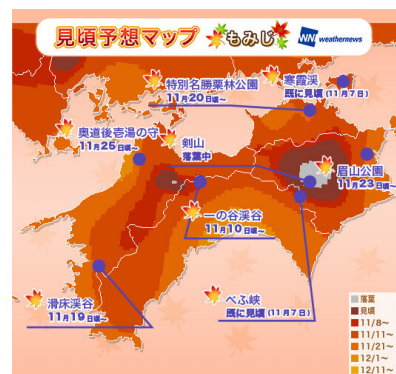 見頃予想マップ もみじ
WNI weathernews
特別名勝栗林公園
11月20日頃～
寒霞渓
既に見頃(11月7日)
奥道後壱湯の守
11月25日頃～
剣山
落葉中
眉山公園
11月23日頃～
一の谷渓谷
11月10日頃～
滑床渓谷
11月19日頃～
べふ峡
既に見頃(11月7日)
落葉
見頃
11/8～
11/11～
11/21～
12/1～
12/11～